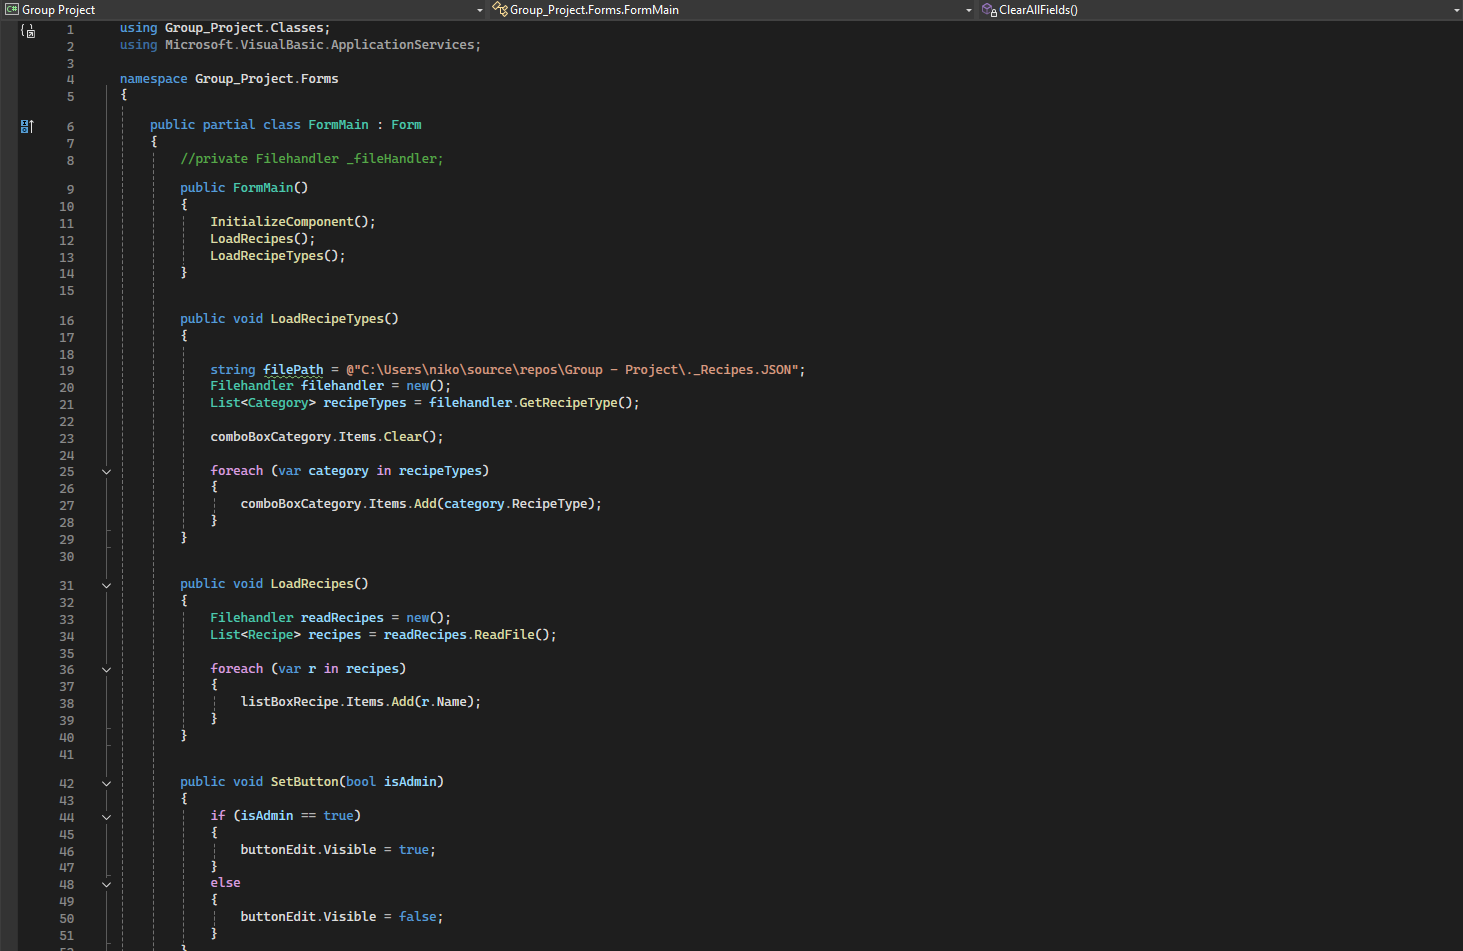 C# Group Project Group_Project.Forms.FormMain ClearAllFields()
1 using Group_Project.Classes;
2 using Microsoft.VisualBasic.ApplicationServices;
3
4 namespace Group_Project.Forms
5 {
6 public partial class FormMain : Form
7 {
8 //private Filehandler _fileHandler;
9 public FormMain()
10 {
11 InitializeComponent();
12 LoadRecipes();
13 LoadRecipeTypes();
14 }
15
16 public void LoadRecipeTypes()
17 {
18
19 string filePath = @"C:\Users\niko\source\repos\Group - Project\._Recipes.JSON";
20 Filehandler filehandler = new();
21 List<Category> recipeTypes = filehandler.GetRecipeType();
22
23 comboBoxCategory.Items.Clear();
24
25 foreach (var category in recipeTypes)
26 {
27 comboBoxCategory.Items.Add(category.RecipeType);
28 }
29 }
30
31 public void LoadRecipes()
32 {
33 Filehandler readRecipes = new();
34 List<Recipe> recipes = readRecipes.ReadFile();
35
36 foreach (var r in recipes)
37 {
38 listBoxRecipe.Items.Add(r.Name);
39 }
40 }
41
42 public void SetButton(bool isAdmin)
43 {
44 if (isAdmin == true)
45 {
46 buttonEdit.Visible = true;
47 }
48 else
49 {
50 buttonEdit.Visible = false;
51 }